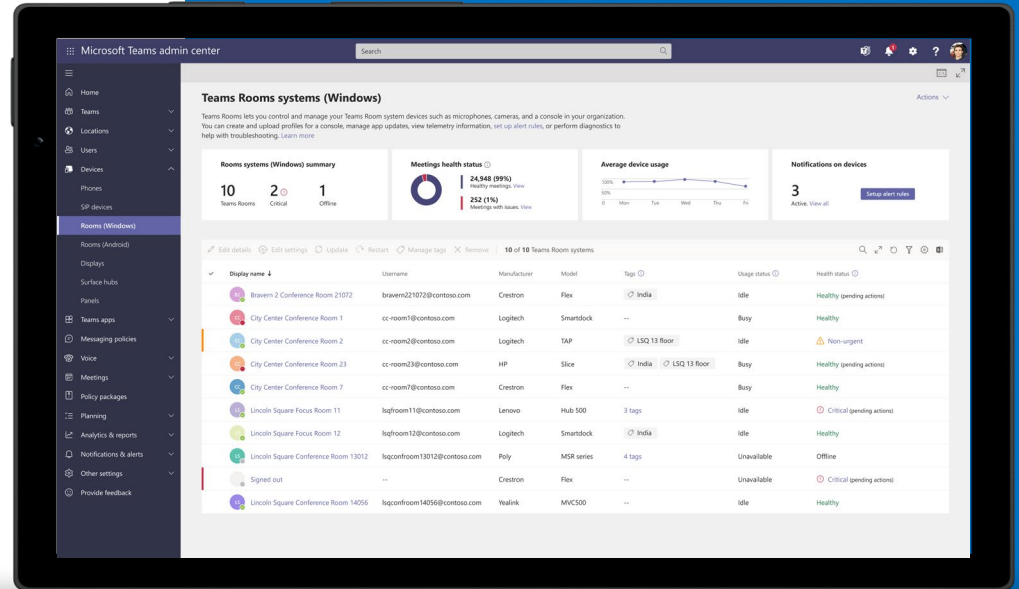 Microsoft Teams admin center
Search
1
?
Home
Teams
Locations
Users
Devices
Phones
SIP devices
Rooms (Windows)
Rooms (Android)
Displays
Surface hubs
Panels
Teams apps
Messaging policies
Voice
Meetings
Policy packages
Planning
Analytics & reports
Notifications & alerts
Other settings
Provide feedback
Teams Rooms systems (Windows)
Actions
Teams Rooms lets you control and manage your Teams Room system devices such as microphones, cameras, and a console in your organization.
You can create and upload profiles for a console, manage app updates, view telemetry information, set up alert rules, or perform diagnostics to
help with troubleshooting. Learn more
Rooms systems (Windows) summary
10 2 1
Teams Rooms Critical Offline
Meetings health status
24,948 (99%)
Healthy meetings. View
252 (1%)
Meetings with issues. View
Average device usage
100%
50%
0 Mon Tue Wed Thu Fri
Notifications on devices
3
Active. View all
Setup alert rules
Edit details Edit settings Update Restart Manage tags Remove 10 of 10 Teams Room systems
Display name ↓ Username Manufacturer Model Tags Usage status Health status
Bravern 2 Conference Room 21072 bravern221072@contoso.com Crestron Flex India Idle Healthy (pending actions)
CC City Center Conference Room 1 cc-room1@contoso.com Logitech Smartdock -- Busy Healthy
CC City Center Conference Room 2 cc-room2@contoso.com Logitech TAP LSQ 13 floor Idle Non-urgent
CC City Center Conference Room 23 cc-room23@contoso.com HP Slice India LSQ 13 floor Busy Healthy (pending actions)
CC City Center Conference Room 7 cc-room7@contoso.com Crestron Flex -- Busy Healthy
LS Lincoln Square Focus Room 11 lsqfroom11@contoso.com Lenovo Hub 500 3 tags Idle Critical (pending actions)
LS Lincoln Square Focus Room 12 lsqfroom12@contoso.com Logitech Smartdock India Idle Healthy
LS Lincoln Square Conference Room 13012 lsqconfroom13012@contoso.com Poly MSR series 4 tags Unavailable Offline
Signed out -- Crestron Flex -- Unavailable Critical (pending actions)
LS Lincoln Square Conference Room 14056 lsqconfroom14056@contoso.com Yealink MVC500 -- Idle Healthy